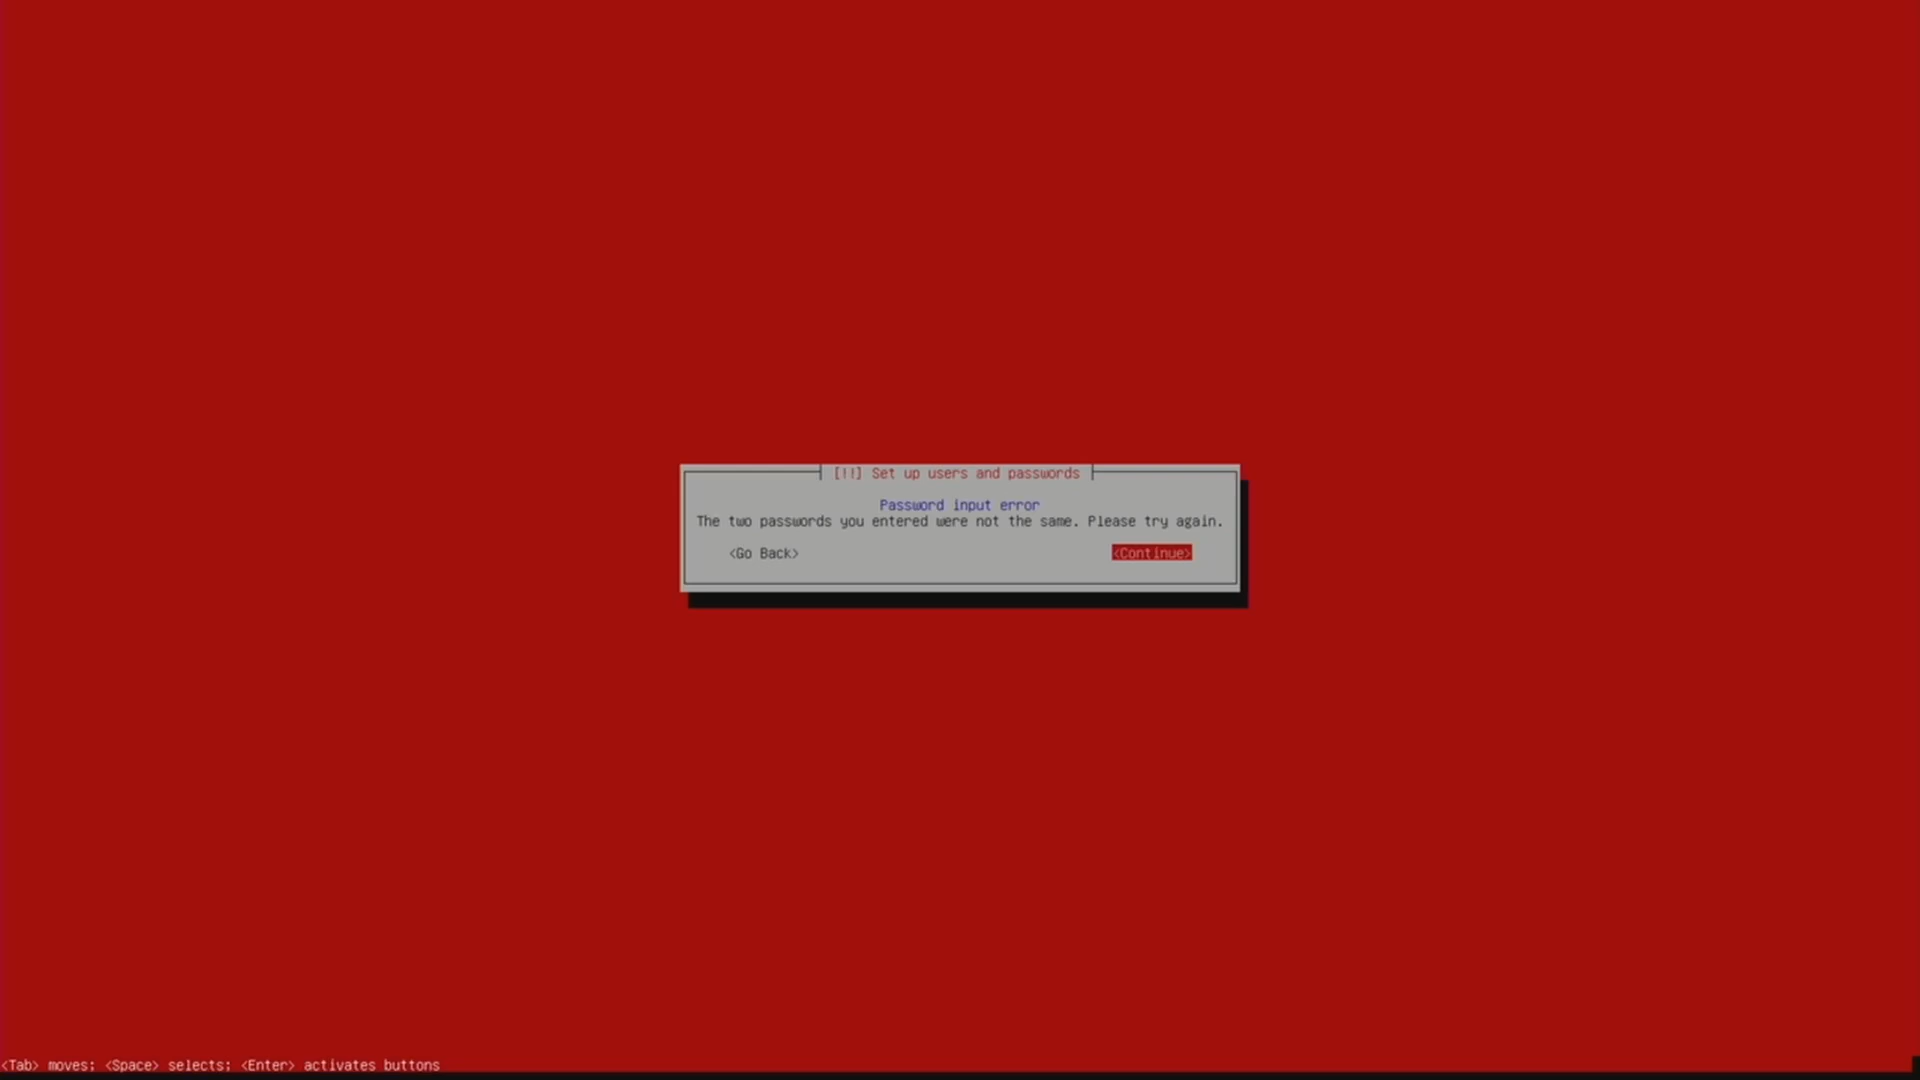 [!!] Set up users and passwords
Password input error
The two passwords you entered were not the same. Please try again.
<Go Back>
<Continue>
<Tab> moves; <Space> selects; <Enter> activates buttons